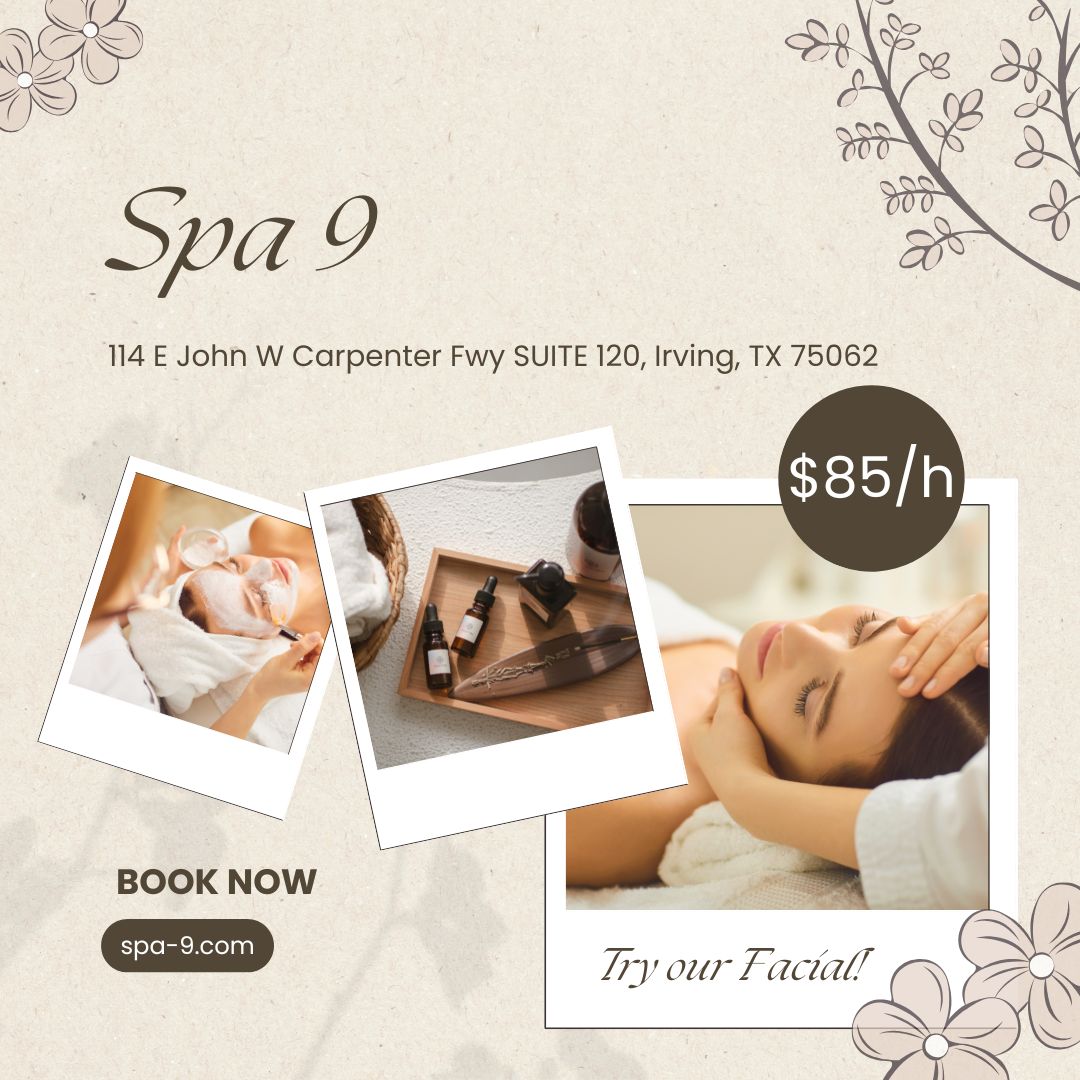 Spa 9
114 E John W Carpenter Fwy SUITE 120, Irving, TX 75062
$85/h
BOOK NOW
spa-9.com
Try our Facial!